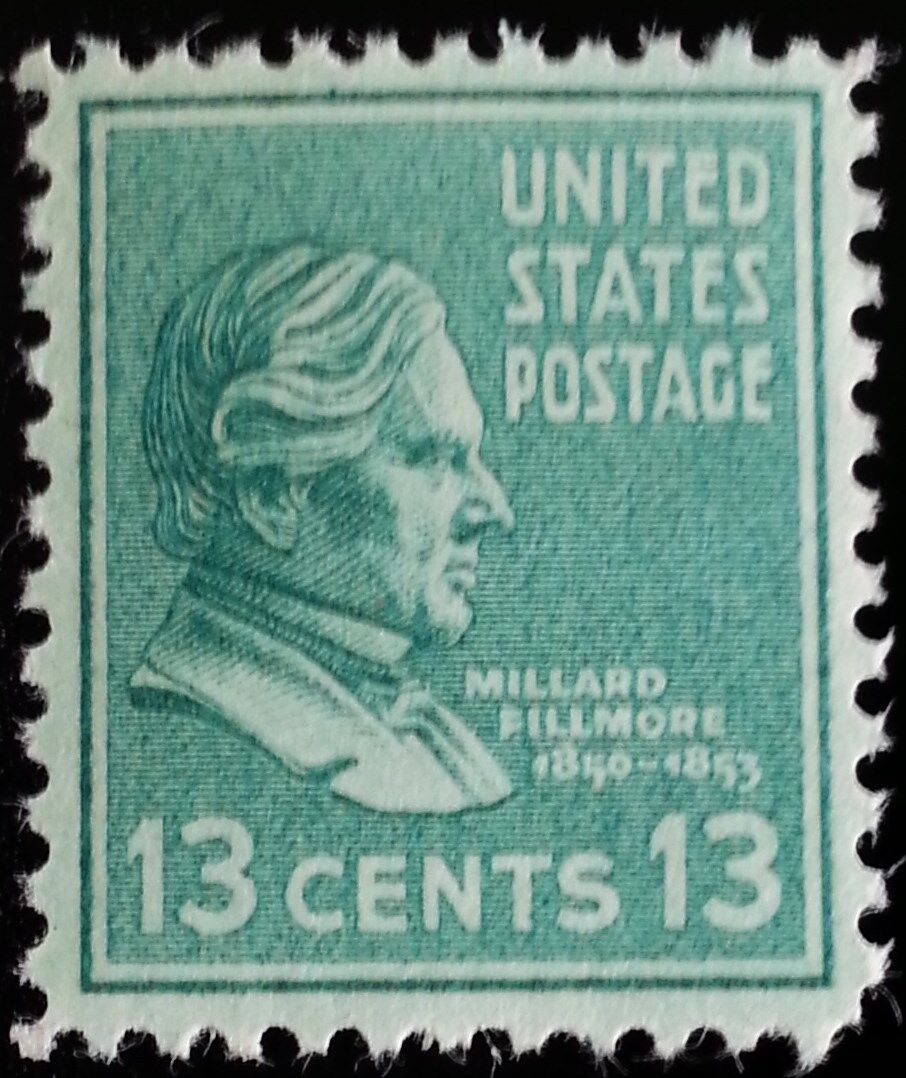 UNITED
STATES
POSTAGE
MILLARD
FILLMORE
1850-1853
13 CENTS 13